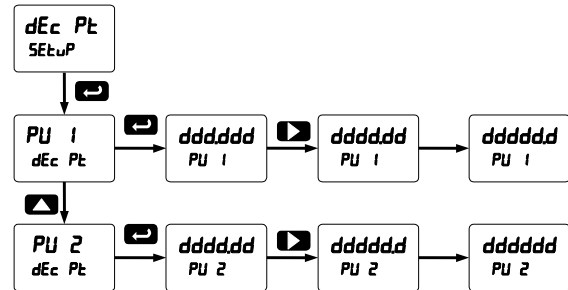 dEc Pt
SEtuP
PU 1
dEc Pt
ddd.ddd
PU 1
dddd.dd
PU 1
ddddd.d
PU 1
PU 2
dEc Pt
dddd.dd
PU 2
ddddd.d
PU 2
dddddd
PU 2